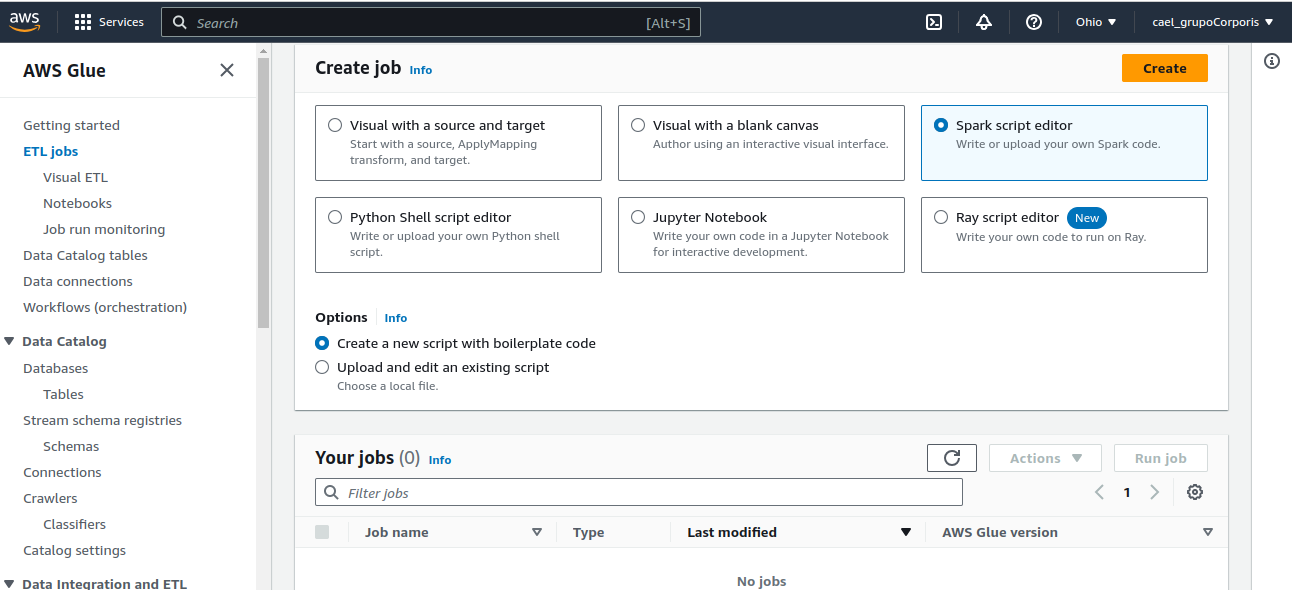 aws
Services
Search
[Alt+S]
Ohio
cael_grupoCorporis
AWS Glue
Getting started
ETL jobs
Visual ETL
Notebooks
Job run monitoring
Data Catalog tables
Data connections
Workflows (orchestration)
Data Catalog
Databases
Tables
Stream schema registries
Schemas
Connections
Crawlers
Classifiers
Catalog settings
Data Integration and ETL
Create job Info
Create
Visual with a source and target
Start with a source, ApplyMapping
transform, and target.
Visual with a blank canvas
Author using an interactive visual interface.
Spark script editor
Write or upload your own Spark code.
Python Shell script editor
Write or upload your own Python shell
script.
Jupyter Notebook
Write your own code in a Jupyter Notebook
for interactive development.
Ray script editor New
Write your own code to run on Ray.
Options Info
Create a new script with boilerplate code
Upload and edit an existing script
Choose a local file.
Your jobs (0) Info
Actions
Run job
Filter jobs
1
Job name
Type
Last modified
AWS Glue version
No jobs